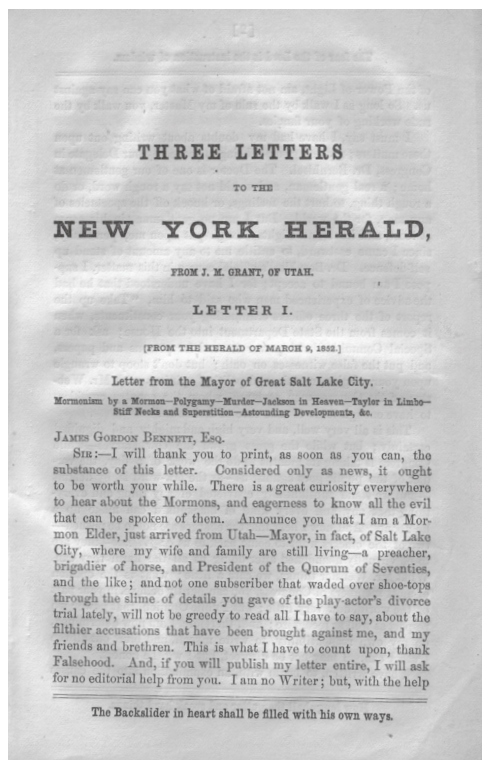 THREE LETTERS
TO THE
NEW YORK HERALD,
FROM J. M. GRANT, OF UTAH.
LETTER I.
[FROM THE HERALD OF MARCH 9, 1852.]
Letter from the Mayor of Great Salt Lake City.
Mormonism by a Mormon—Polygamy—Murder—Jackson in Heaven—Taylor in Limbo—
Stiff Necks and Superstition—Astounding Developments, &c.
JAMES GORDON BENNETT, ESQ.
SIR:—I will thank you to print, as soon as you can, the
substance of this letter. Considered only as news, it ought
to be worth your while. There is a great curiosity everywhere
to hear about the Mormons, and eagerness to know all the evil
that can be spoken of them. Announce you that I am a Mor-
mon Elder, just arrived from Utah—Mayor, in fact, of Salt Lake
City, where my wife and family are still living—a preacher,
brigadier of horse, and President of the Quorum of Seventies,
and the like; and not one subscriber that waded over shoe-tops
through the slime of details you gave of the play-actor's divorce
trial lately, will not be greedy to read all I have to say, about the
filthier accusations that have been brought against me, and my
friends and brethren. This is what I have to count upon, thank
Falsehood. And, if you will publish my letter entire, I will ask
for no editorial help from you. I am no Writer; but, with the help
The Backslider in heart shall be filled with his own ways.